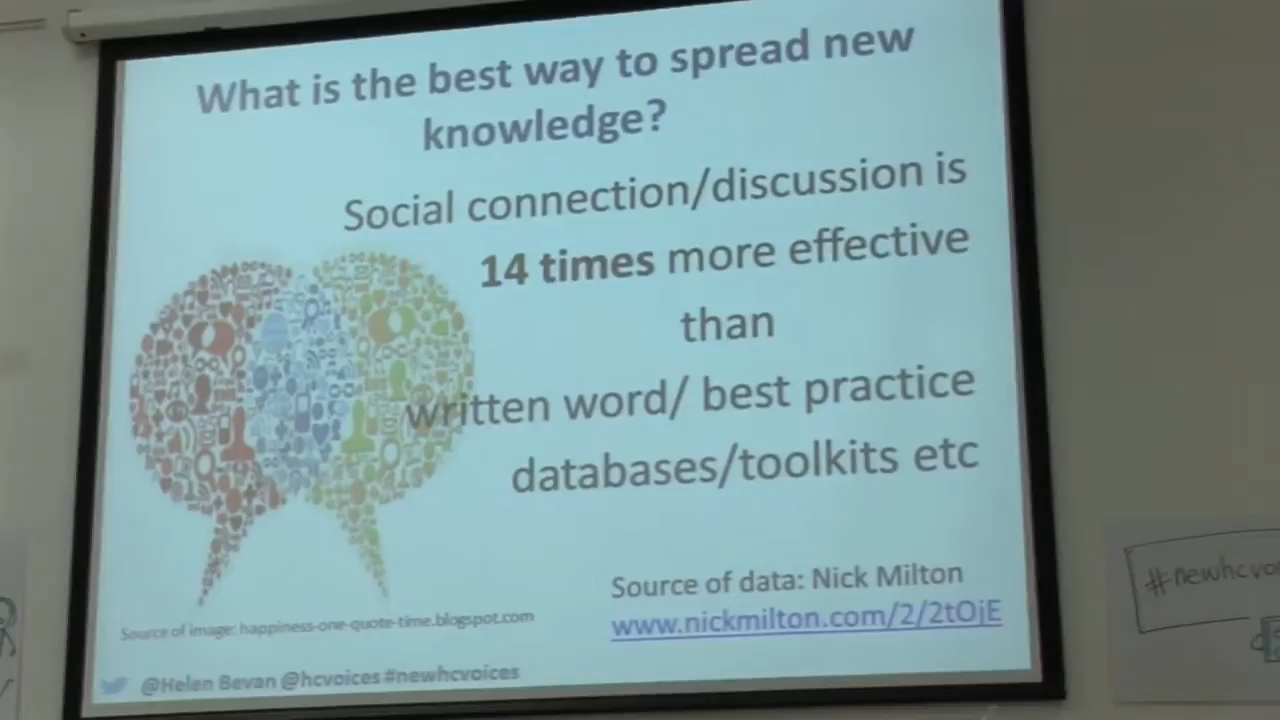 What is the best way to spread new
knowledge?
Social connection/discussion is
14 times more effective
than
written word/ best practice
databases/toolkits etc
Source of data: Nick Milton
www.nickmilton.com/2/2tOjE
Source of image: happiness-one-quote-time.blogspot.com
@Helen Bevan @hcvoices #newhcvoices